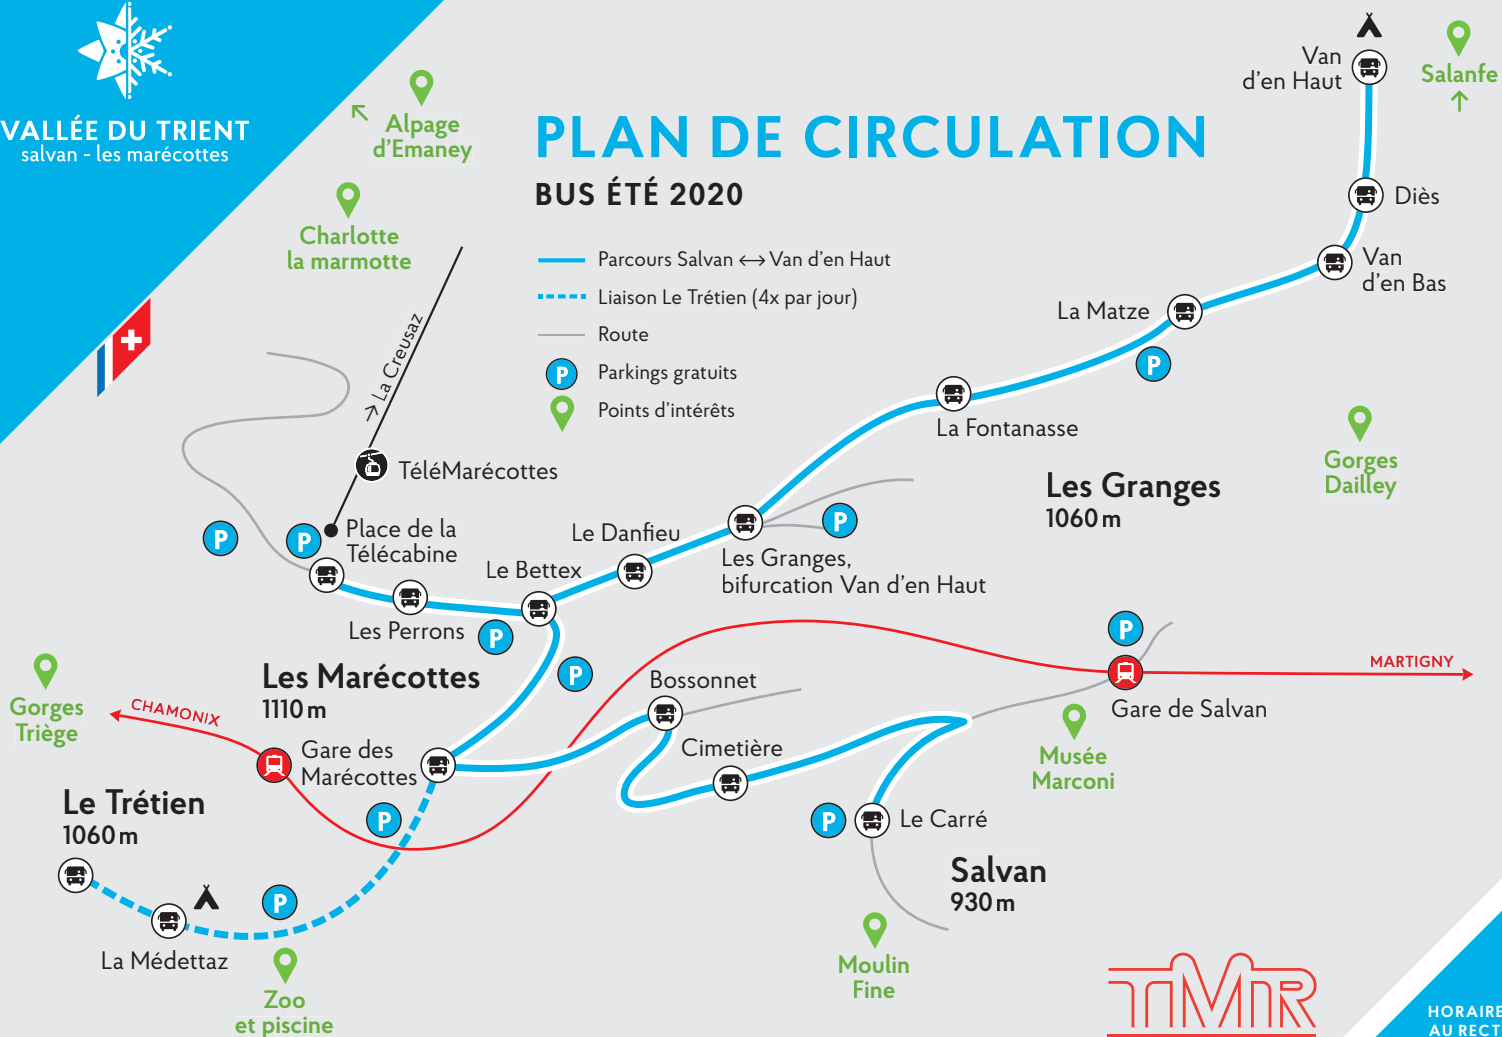 VALLÉE DU TRIENT
salvan - les marécottes
PLAN DE CIRCULATION
BUS ÉTÉ 2020
Parcours Salvan ↔ Van d'en Haut
Liaison Le Trétien (4x par jour)
Route
P Parkings gratuits
Points d'intérêts
Alpage
d'Emaney
Charlotte
la marmotte
Van
d'en Haut
Salanfe
Diès
Van
d'en Bas
La Matze
P
La Fontanasse
Gorges
Dailley
Les Granges
1060 m
→ La Creusaz
TéléMarécottes
P
P
Place de la
Télécabine
Le Danfieu
P
Les Granges,
bifurcation Van d'en Haut
Le Bettex
Les Perrons
P
P
P
Les Marécottes
1110 m
Gorges
Triège
CHAMONIX
Gare des
Marécottes
Bossonnet
Cimetière
MARTIGNY
Gare de Salvan
Musée
Marconi
Le Trétien
1060 m
P
P
Le Carré
Salvan
930 m
P
La Médettaz
Zoo
et piscine
Moulin
Fine
TMR
HORAIRE
AU RECT